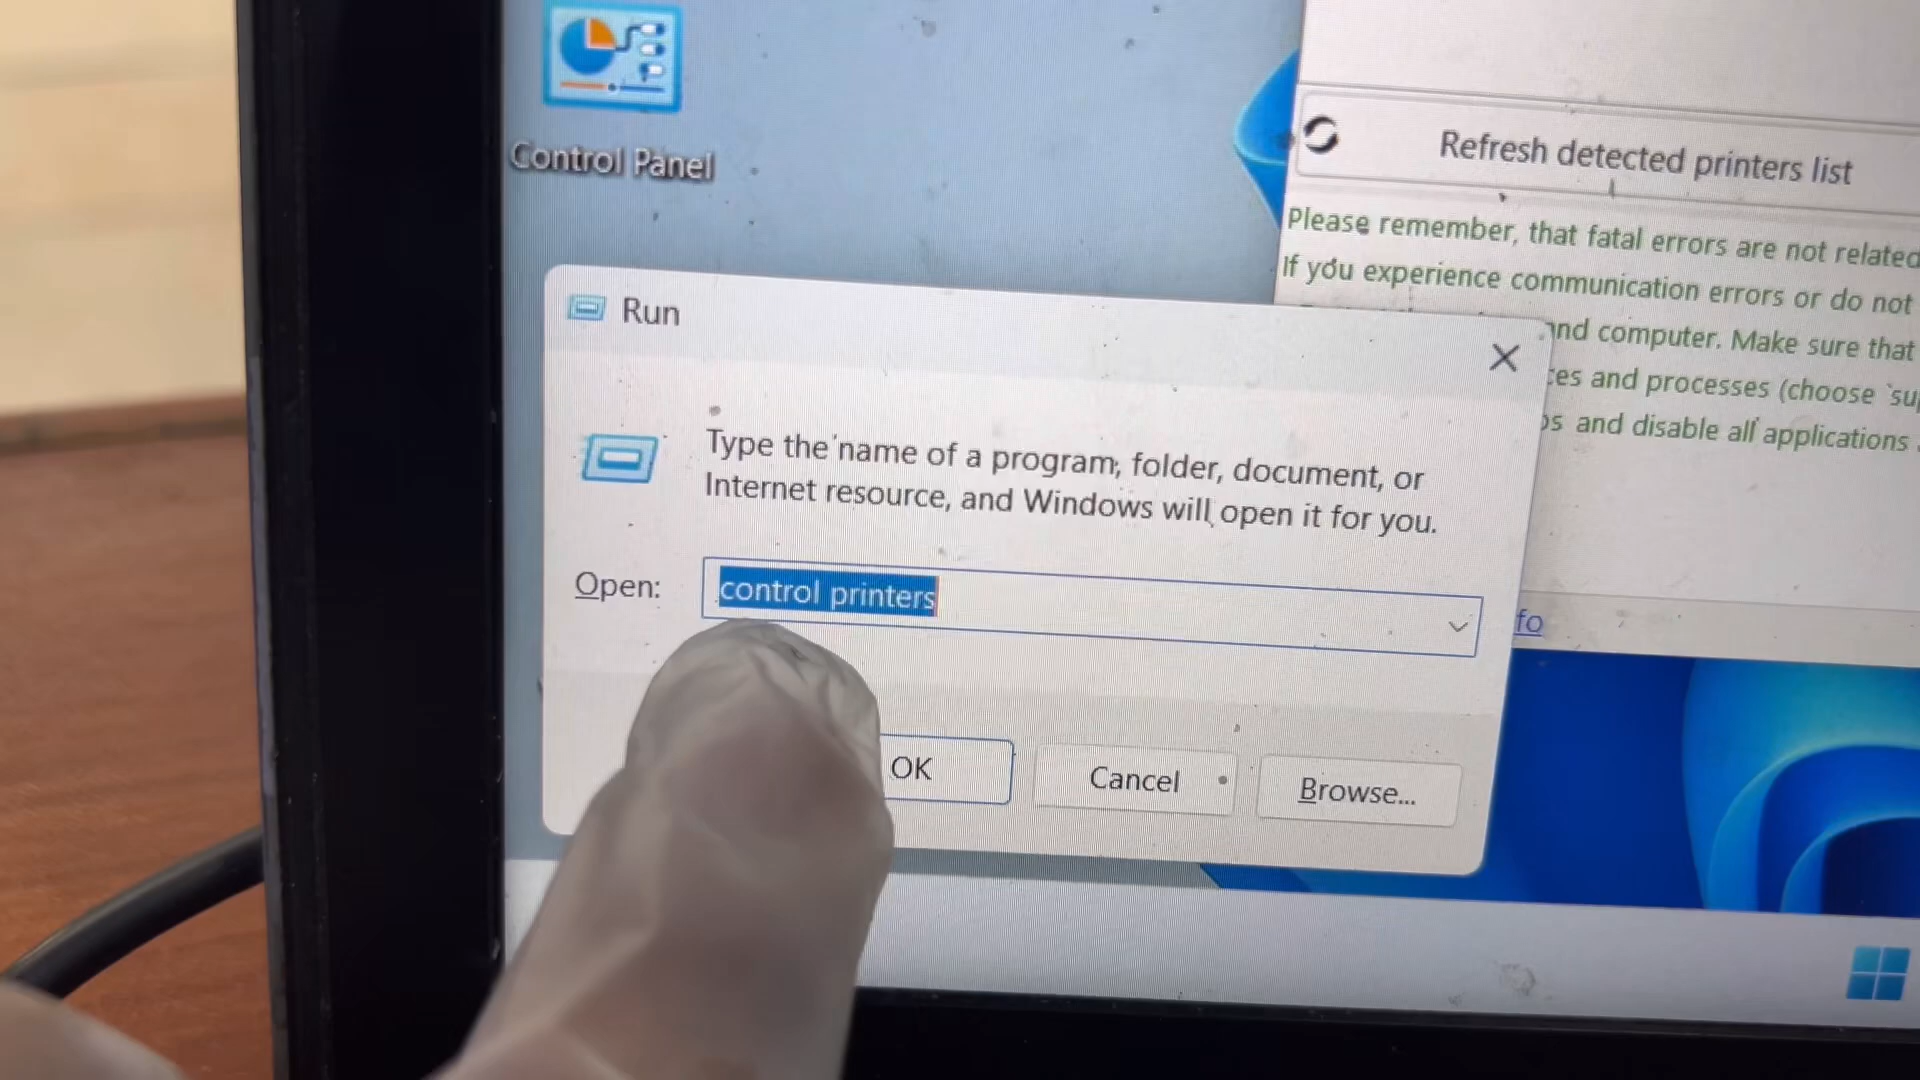 Control Panel
Refresh detected printers list
Please remember, that fatal errors are not related
If you experience communication errors or do not
and computer. Make sure that
es and processes (choose 'su
and disable all applications
Run
Type the name of a program, folder, document, or
Internet resource, and Windows will open it for you.
Open:
control printers
fo
OK
Cancel
Browse...